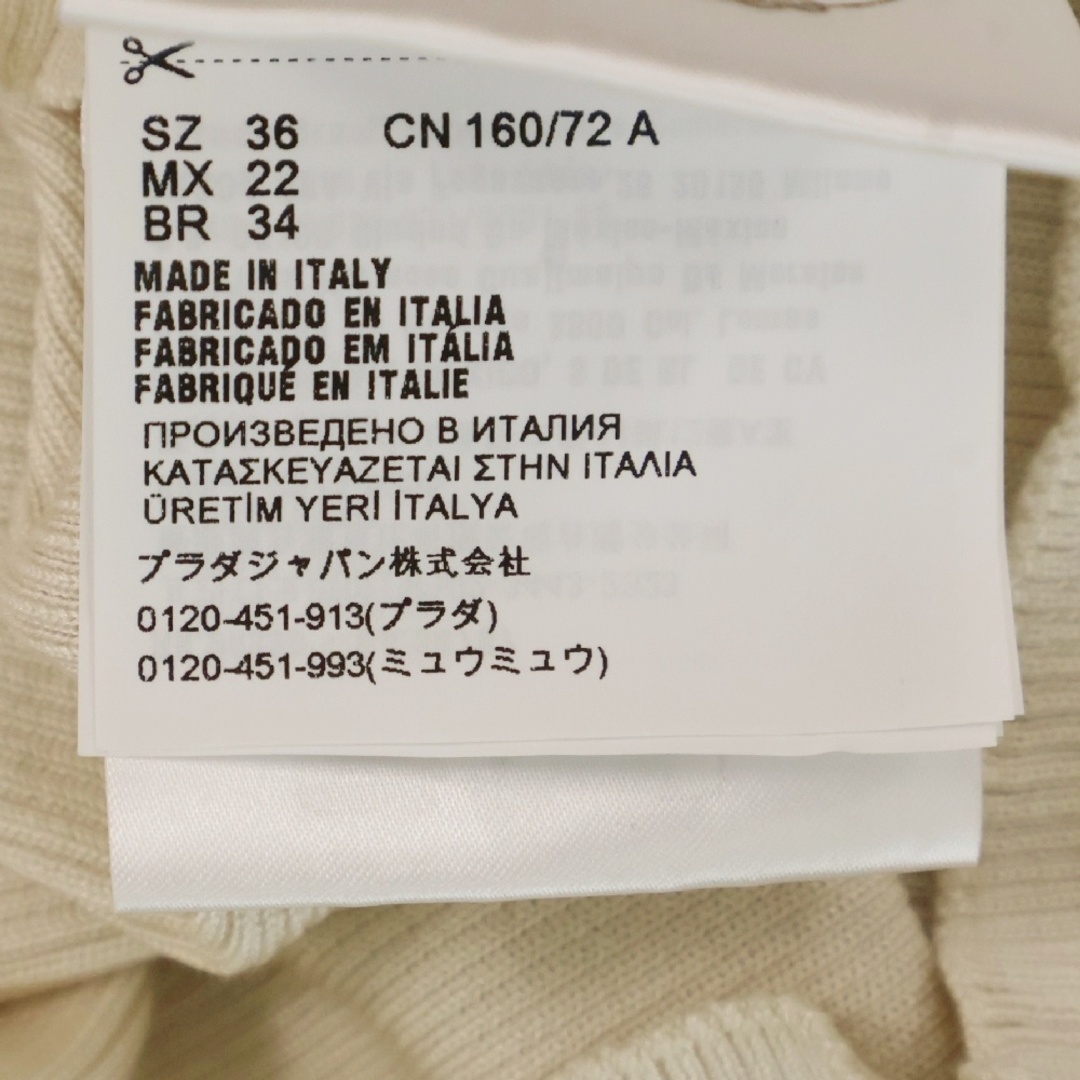 SZ 36 CN 160/72 A
MX 22
BR 34
MADE IN ITALY
FABRICADO EN ITALIA
FABRICADO EM ITÁLIA
FABRIQUÉ EN ITALIE
ПРОИЗВЕДЕНО В ИТАЛИЯ
ΚΑΤΑΣΚΕΥΑΖΕΤΑΙ ΣΤΗΝ ΙΤΑΛΙΑ
ÜRETİM YERİ İTALYA
プラダジャパン株式会社
0120-451-913(プラダ)
0120-451-993(ミュウミュウ)